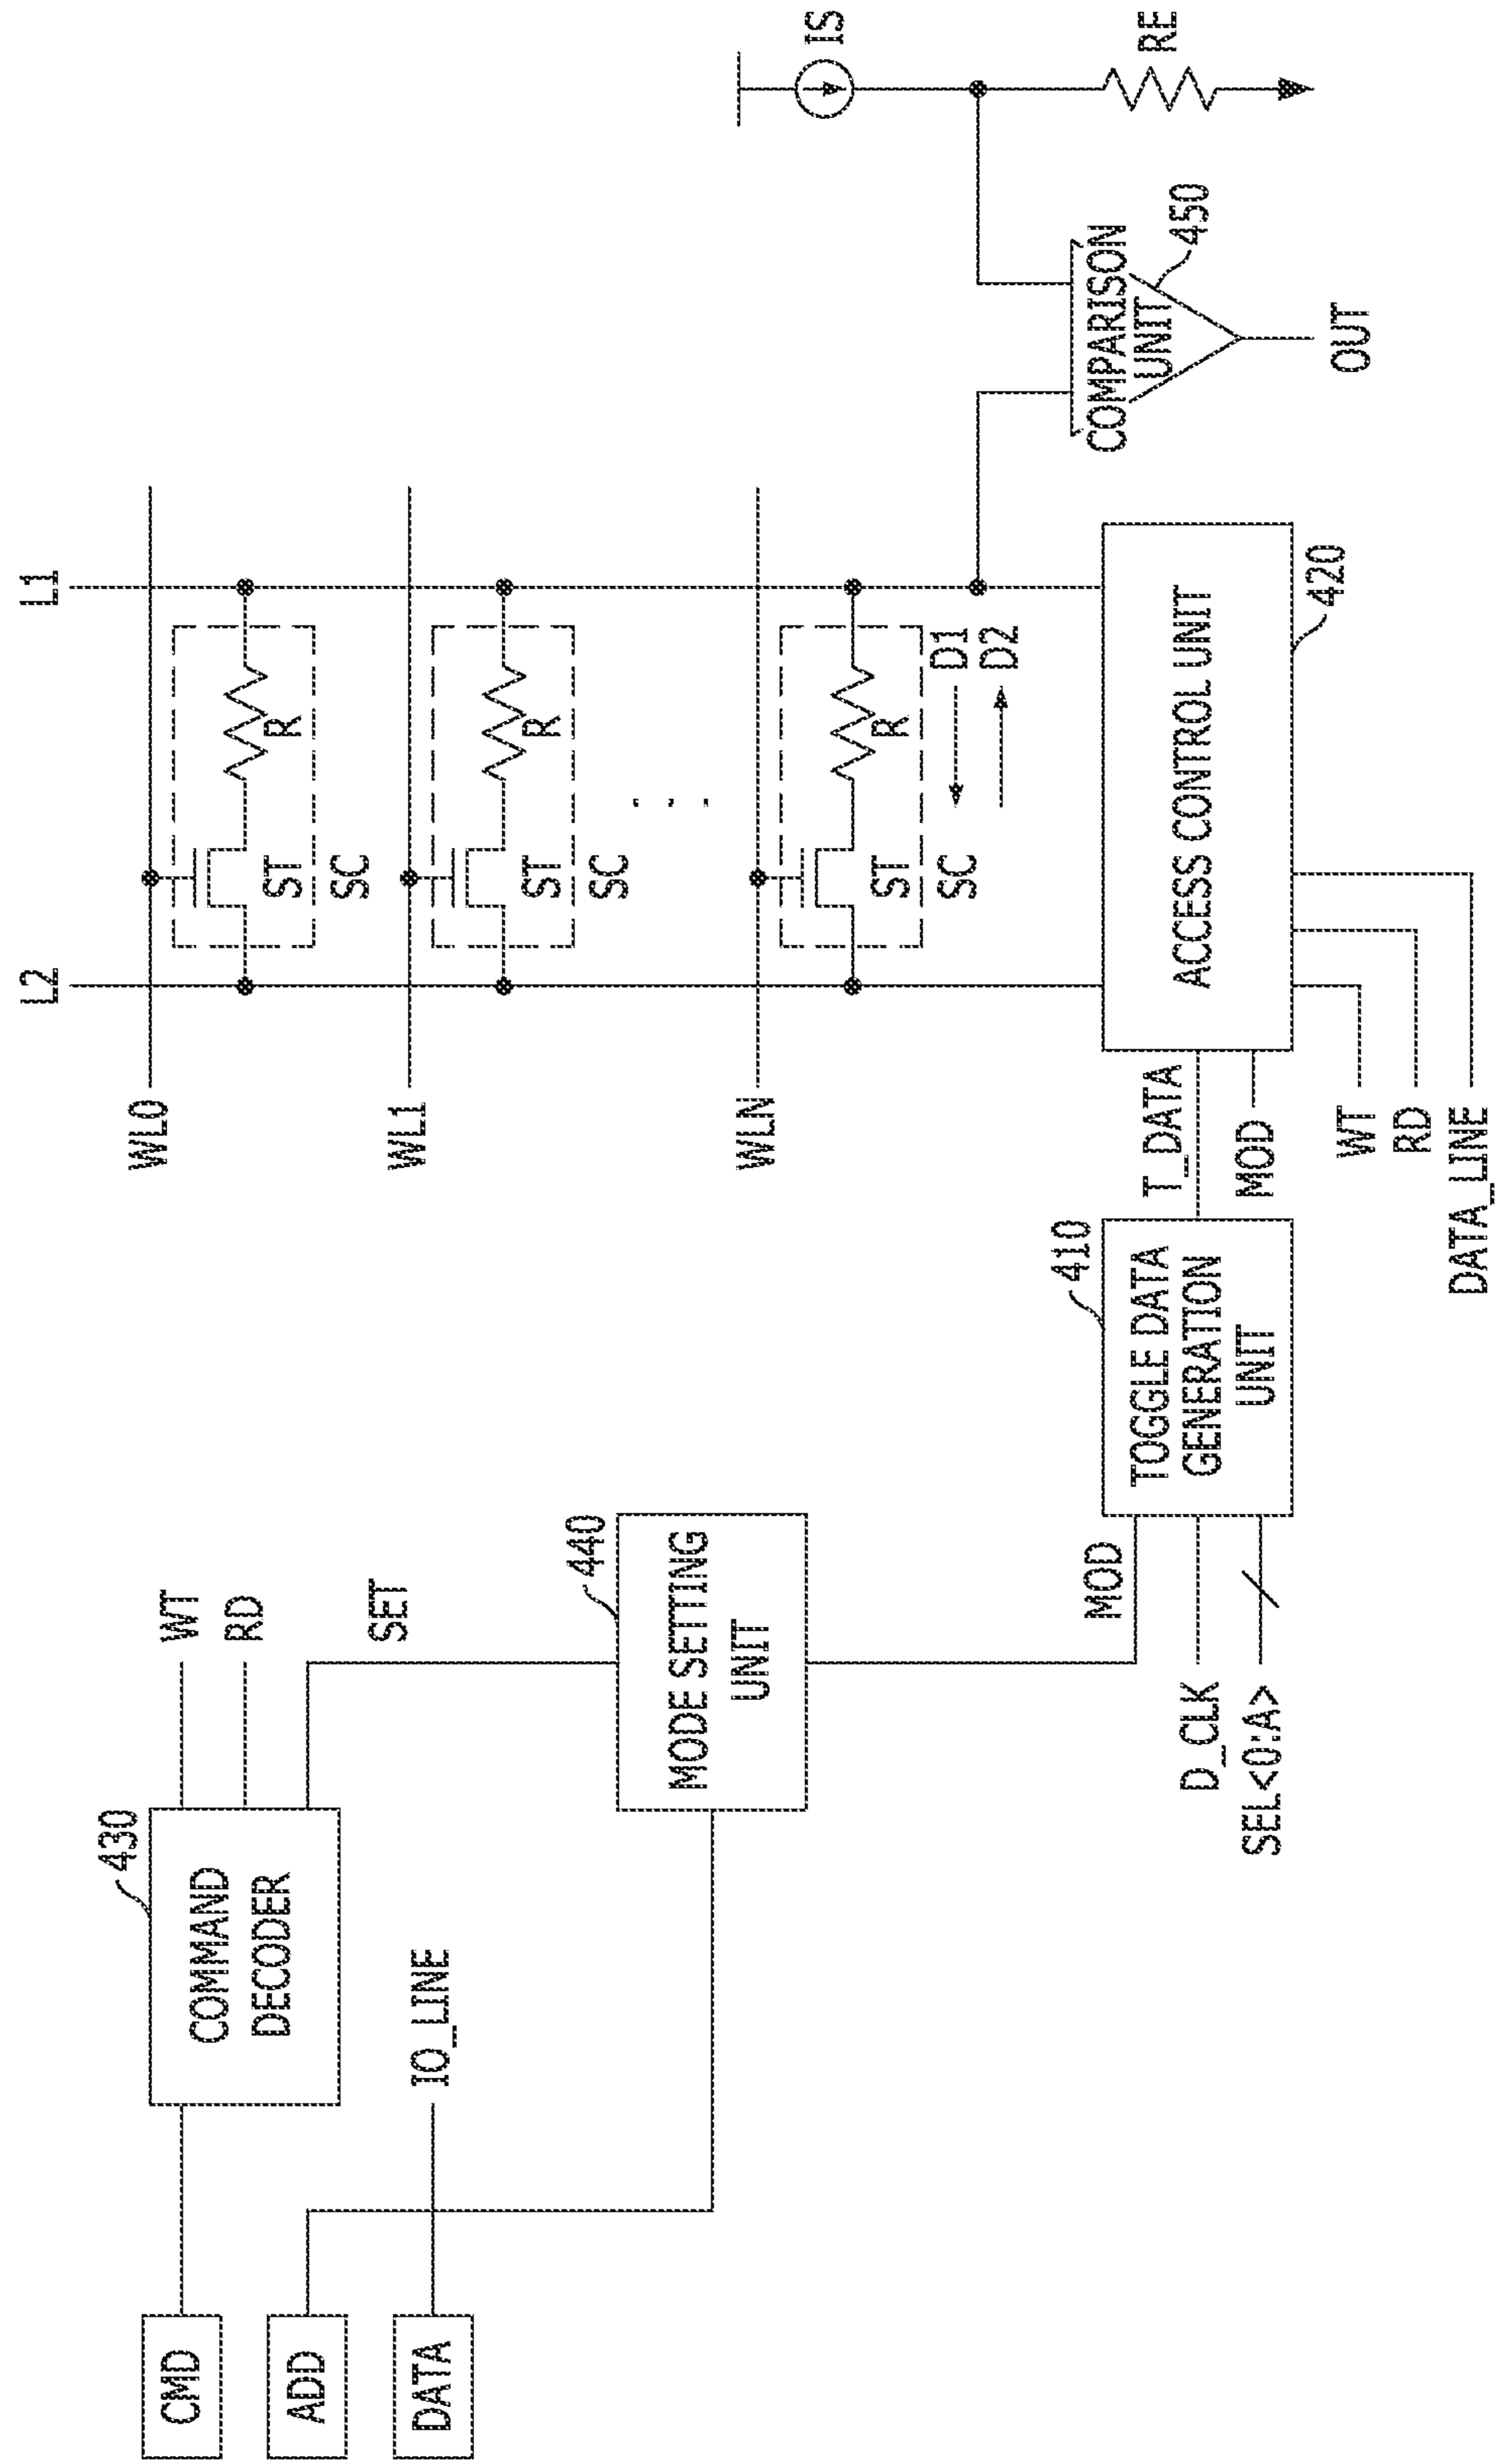 CMD
ADD
DATA
430
COMMAND
DECODER
WT
RD
SET
IO_LINE
440
MODE SETTING
UNIT
MOD
D_CLK
SEL<0:A>
410
TOGGLE DATA
GENERATION
UNIT
T_DATA
MOD
WT
RD
DATA_LINE
L2
L1
WL0
ST
R
SC
WL1
ST
R
SC
. . .
WLN
ST
R
SC
D1
D2
ACCESS CONTROL UNIT
420
COMPARISON
UNIT
450
OUT
IS
RE